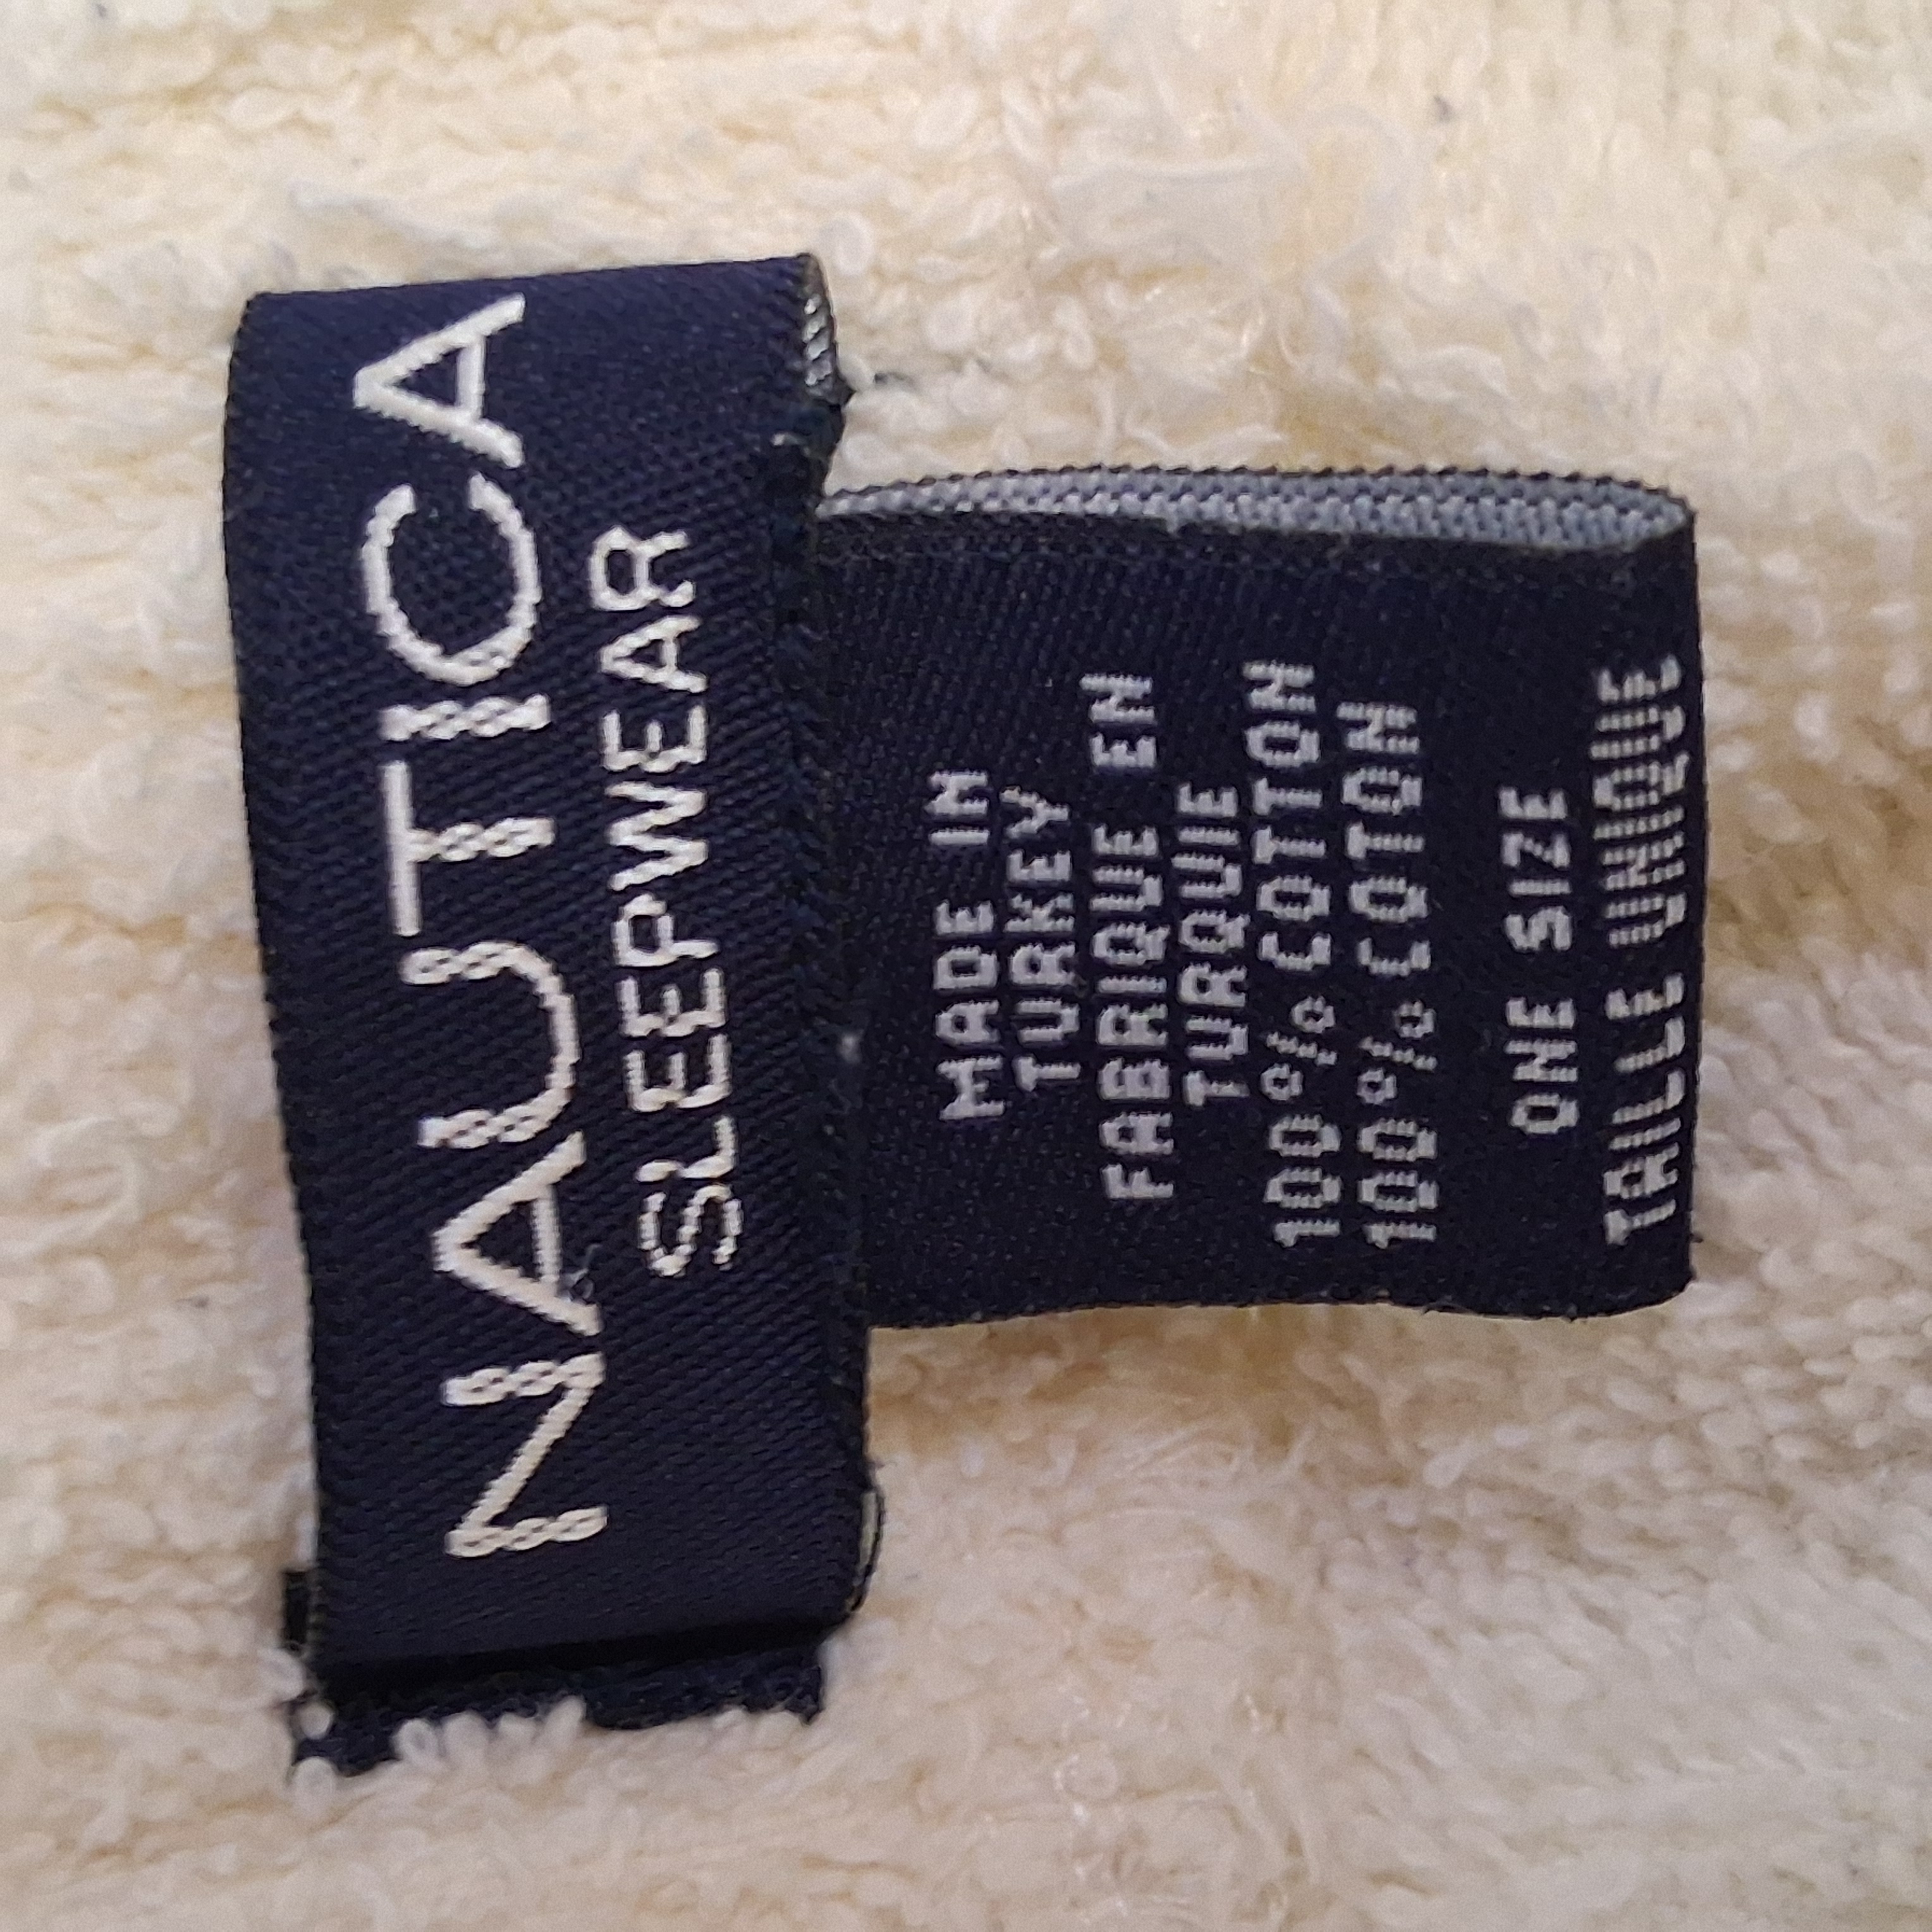 NAUTICA
SLEEPWEAR
MADE IN
TURKEY
FABRIQUE EN
TURQUIE
100% COTTON
100% COTON
ONE SIZE
TAILLE UNIQUE